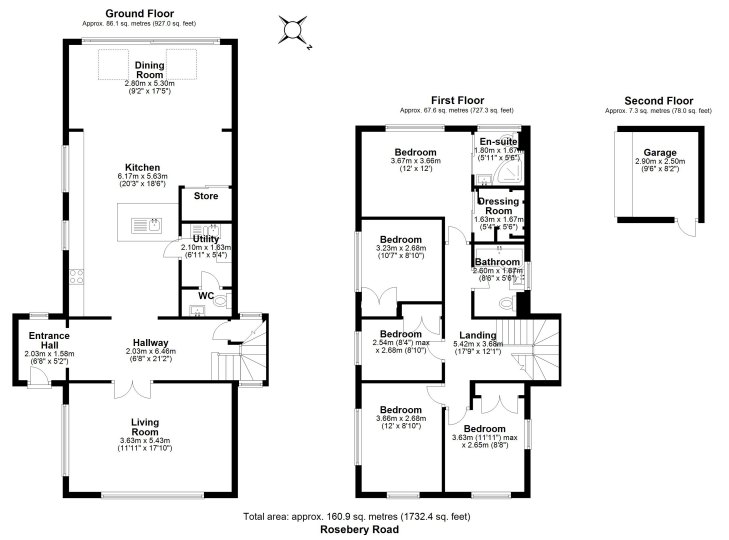 Ground Floor
Approx. 86.1 sq. metres (927.0 sq. feet)
N
Dining
Room
2.80m x 5.30m
(9'2" x 17'5")
Kitchen
6.17m x 5.63m
(20'3" x 18'6")
Store
Utility
2.10m x 1.63m
(6'11" x 5'4")
WC
Entrance
Hall
2.03m x 1.58m
(6'8" x 5'2")
Hallway
2.03m x 6.46m
(6'8" x 21'2")
Living
Room
3.63m x 5.43m
(11'11" x 17'10")
First Floor
Approx. 67.6 sq. metres (727.3 sq. feet)
Bedroom
3.67m x 3.66m
(12' x 12')
En-suite
1.80m x 1.67m
(5'11" x 5'6")
Dressing
Room
1.63m x 1.67m
(5'4" x 5'6")
Bedroom
3.23m x 2.68m
(10'7" x 8'10")
Bathroom
2.60m x 1.67m
(8'6" x 5'6")
Bedroom
2.54m (8'4") max
x 2.68m (8'10")
Landing
5.42m x 3.68m
(17'9" x 12'1")
Bedroom
3.66m x 2.68m
(12' x 8'10")
Bedroom
3.63m (11'11") max
x 2.65m (8'8")
Second Floor
Approx. 7.3 sq. metres (78.0 sq. feet)
Garage
2.90m x 2.50m
(9'6" x 8'2")
Total area: approx. 160.9 sq. metres (1732.4 sq. feet)
Rosebery Road